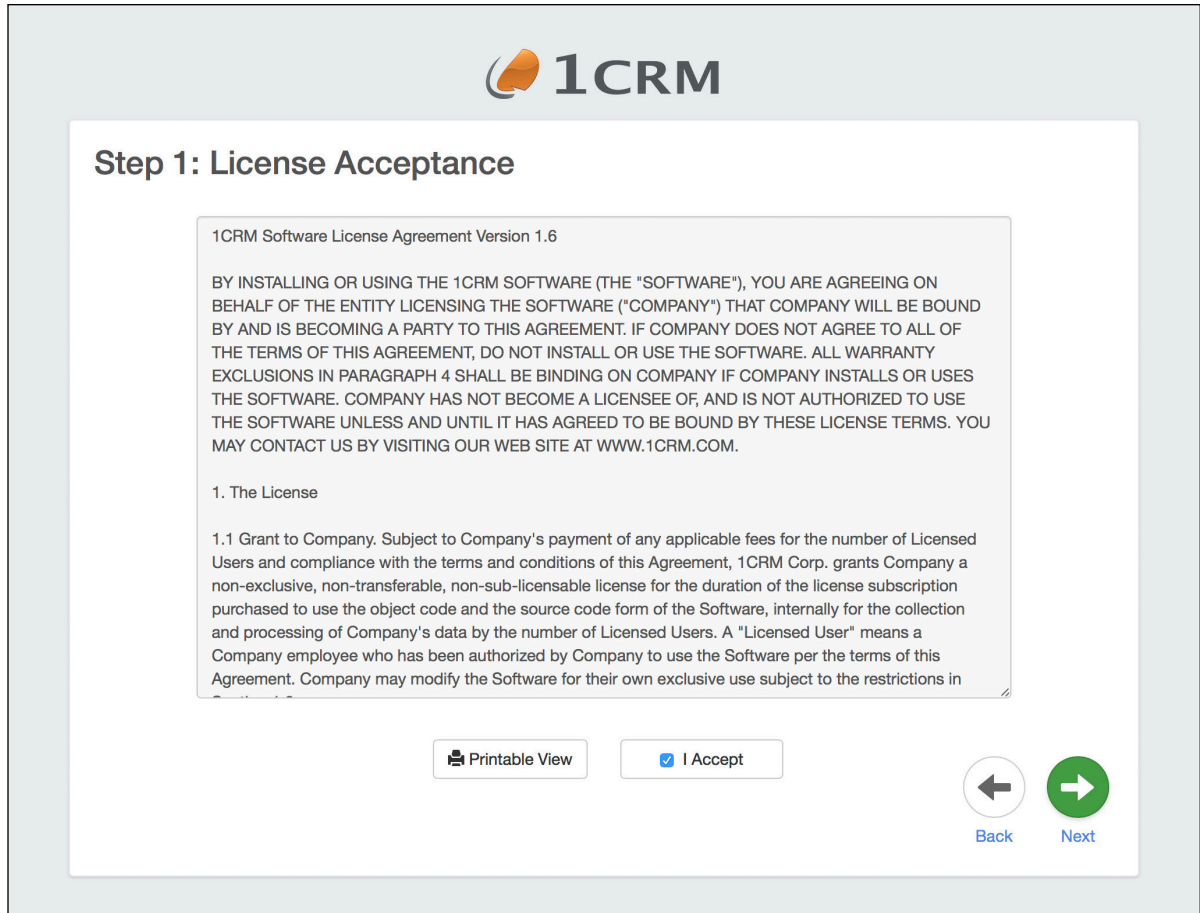 1CRM
Step 1: License Acceptance
1CRM Software License Agreement Version 1.6
BY INSTALLING OR USING THE 1CRM SOFTWARE (THE "SOFTWARE"), YOU ARE AGREEING ON
BEHALF OF THE ENTITY LICENSING THE SOFTWARE ("COMPANY") THAT COMPANY WILL BE BOUND
BY AND IS BECOMING A PARTY TO THIS AGREEMENT. IF COMPANY DOES NOT AGREE TO ALL OF
THE TERMS OF THIS AGREEMENT, DO NOT INSTALL OR USE THE SOFTWARE. ALL WARRANTY
EXCLUSIONS IN PARAGRAPH 4 SHALL BE BINDING ON COMPANY IF COMPANY INSTALLS OR USES
THE SOFTWARE. COMPANY HAS NOT BECOME A LICENSEE OF, AND IS NOT AUTHORIZED TO USE
THE SOFTWARE UNLESS AND UNTIL IT HAS AGREED TO BE BOUND BY THESE LICENSE TERMS. YOU
MAY CONTACT US BY VISITING OUR WEB SITE AT WWW.1CRM.COM.
1. The License
1.1 Grant to Company. Subject to Company's payment of any applicable fees for the number of Licensed
Users and compliance with the terms and conditions of this Agreement, 1CRM Corp. grants Company a
non-exclusive, non-transferable, non-sub-licensable license for the duration of the license subscription
purchased to use the object code and the source code form of the Software, internally for the collection
and processing of Company's data by the number of Licensed Users. A "Licensed User" means a
Company employee who has been authorized by Company to use the Software per the terms of this
Agreement. Company may modify the Software for their own exclusive use subject to the restrictions in
Printable View
I Accept
Back
Next